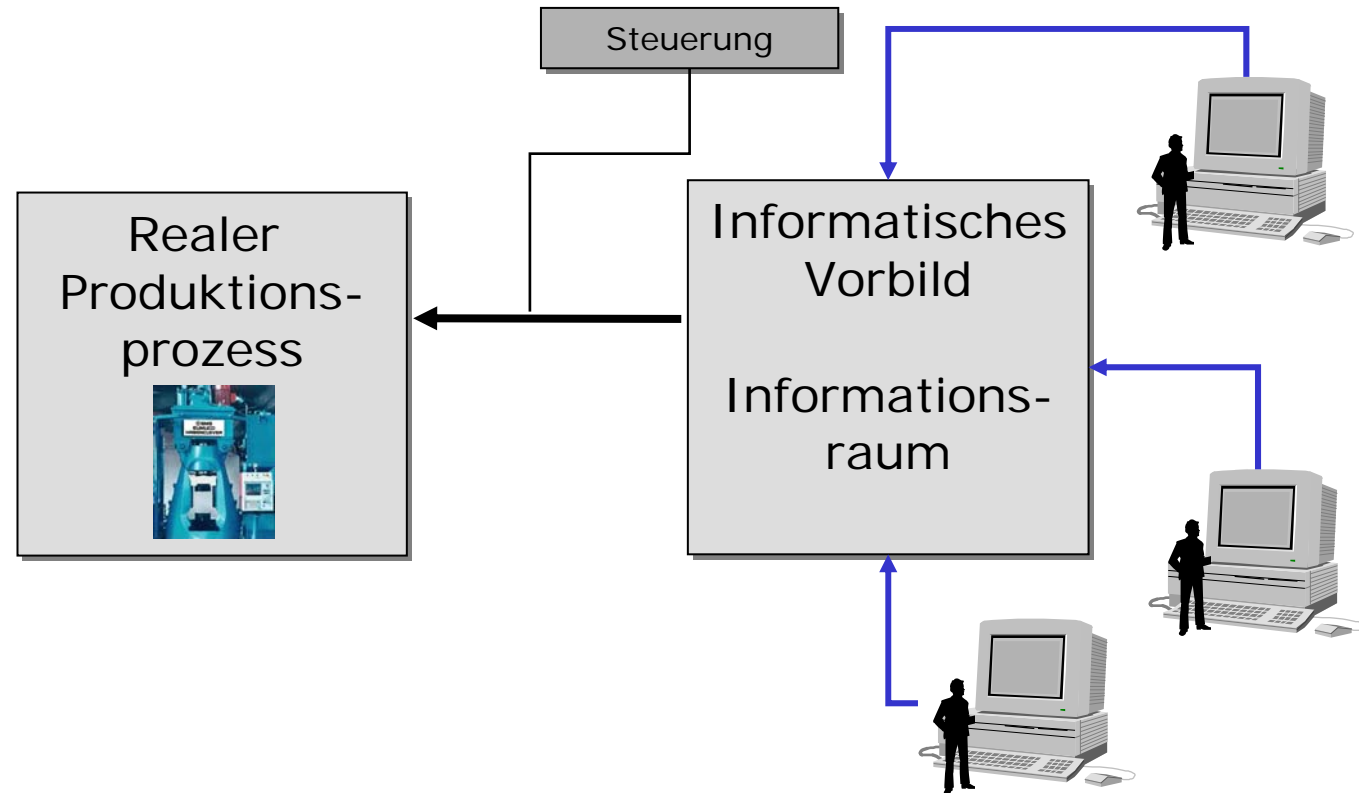 Steuerung
Realer
Produktions-
prozess
Informatisches
Vorbild
Informations-
raum